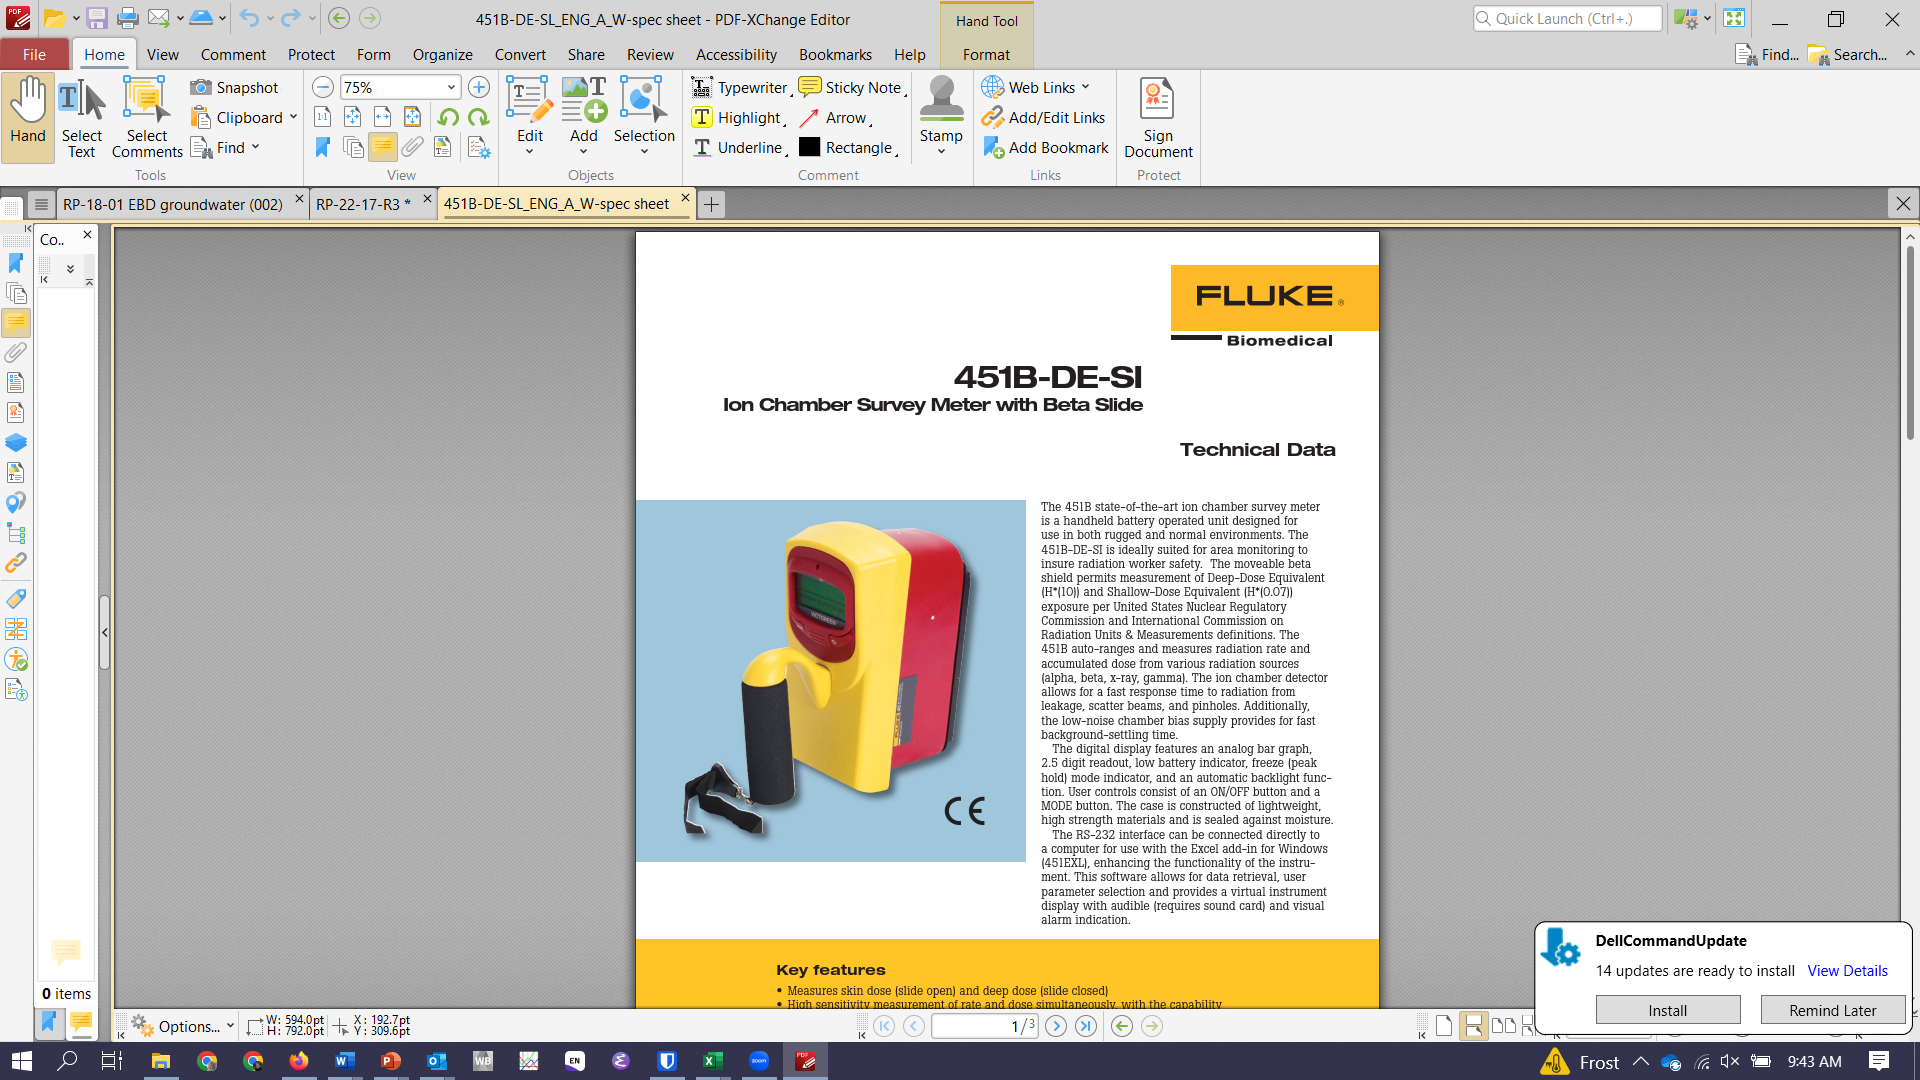 451B-DE-SL_ENG_A_W-spec sheet - PDF-XChange Editor
Hand Tool
Quick Launch (Ctrl+.)
File
Home
View
Comment
Protect
Form
Organize
Convert
Share
Review
Accessibility
Bookmarks
Help
Format
Find...
Search...
Hand
Select Text
Select Comments
Snapshot
Clipboard
Find
Tools
75%
View
Edit
Add
Selection
Objects
Typewriter
Sticky Note
Highlight
Arrow
Underline
Rectangle
Comment
Stamp
Web Links
Add/Edit Links
Add Bookmark
Links
Sign Document
Protect
RP-18-01 EBD groundwater (002)
RP-22-17-R3 *
451B-DE-SL_ENG_A_W-spec sheet
Co..
0 items
FLUKE®
Biomedical
451B-DE-SI
Ion Chamber Survey Meter with Beta Slide
Technical Data
VICTOREEN
CE
The 451B state-of-the-art ion chamber survey meter
is a handheld battery operated unit designed for
use in both rugged and normal environments. The
451B-DE-SI is ideally suited for area monitoring to
insure radiation worker safety. The moveable beta
shield permits measurement of Deep-Dose Equivalent
(H*(10)) and Shallow-Dose Equivalent (H*(0.07))
exposure per United States Nuclear Regulatory
Commission and International Commission on
Radiation Units & Measurements definitions. The
451B auto-ranges and measures radiation rate and
accumulated dose from various radiation sources
(alpha, beta, x-ray, gamma). The ion chamber detector
allows for a fast response time to radiation from
leakage, scatter beams, and pinholes. Additionally,
the low-noise chamber bias supply provides for fast
background-settling time.
The digital display features an analog bar graph,
2.5 digit readout, low battery indicator, freeze (peak
hold) mode indicator, and an automatic backlight func-
tion. User controls consist of an ON/OFF button and a
MODE button. The case is constructed of lightweight,
high strength materials and is sealed against moisture.
The RS-232 interface can be connected directly to
a computer for use with the Excel add-in for Windows
(451EXL), enhancing the functionality of the instru-
ment. This software allows for data retrieval, user
parameter selection and provides a virtual instrument
display with audible (requires sound card) and visual
alarm indication.
Key features
• Measures skin dose (slide open) and deep dose (slide closed)
• High sensitivity measurement of rate and dose simultaneously, with the capability
DellCommandUpdate
14 updates are ready to install View Details
Install
Remind Later
Options...
W: 594.0pt
H: 792.0pt
X: 192.7pt
Y: 309.6pt
1/3
WB
EN
zoom
Frost
9:43 AM